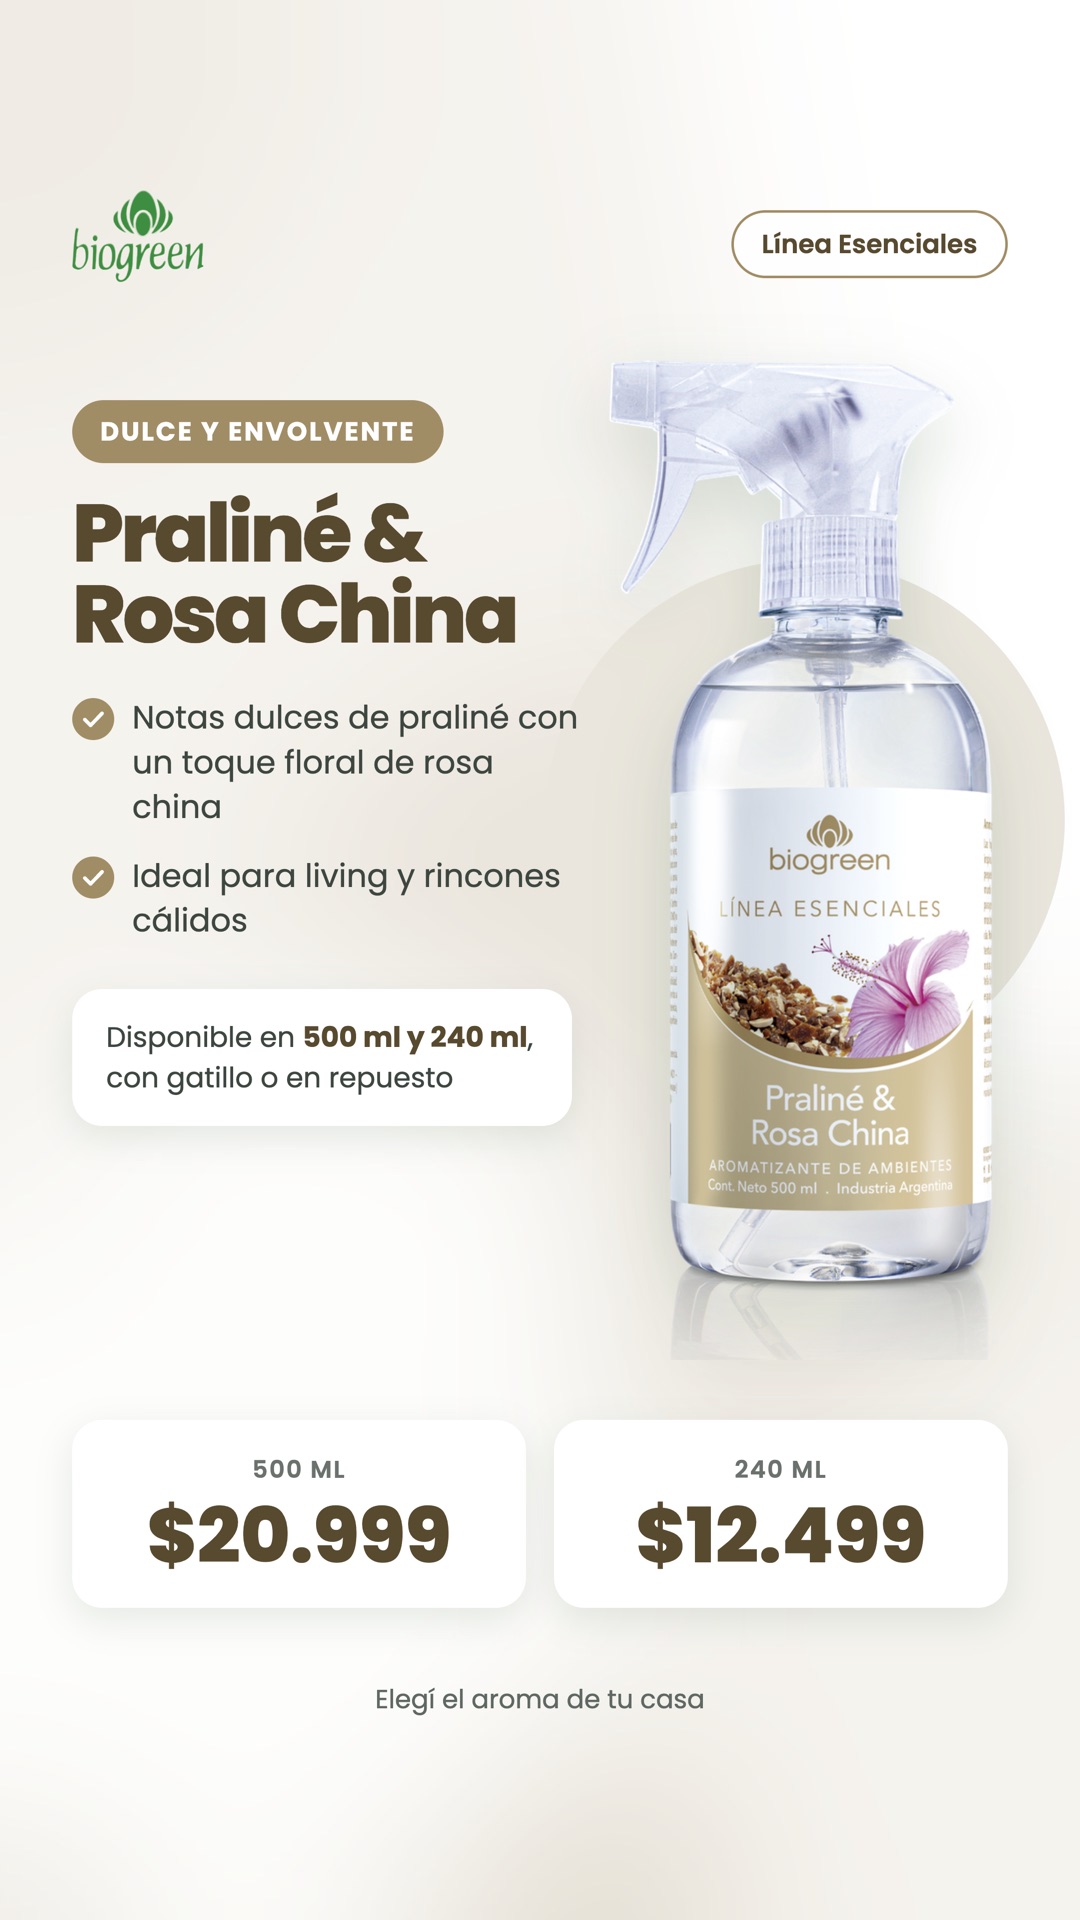 biogreen
Línea Esenciales
DULCE Y ENVOLVENTE
Praliné &
Rosa China
Notas dulces de praliné con
un toque floral de rosa
china
Ideal para living y rincones
cálidos
Disponible en 500 ml y 240 ml,
con gatillo o en repuesto
biogreen
LÍNEA ESENCIALES
Praliné &
Rosa China
AROMATIZANTE DE AMBIENTES
Cont. Neto 500 ml . Industria Argentina
500 ML
$20.999
240 ML
$12.499
Elegí el aroma de tu casa